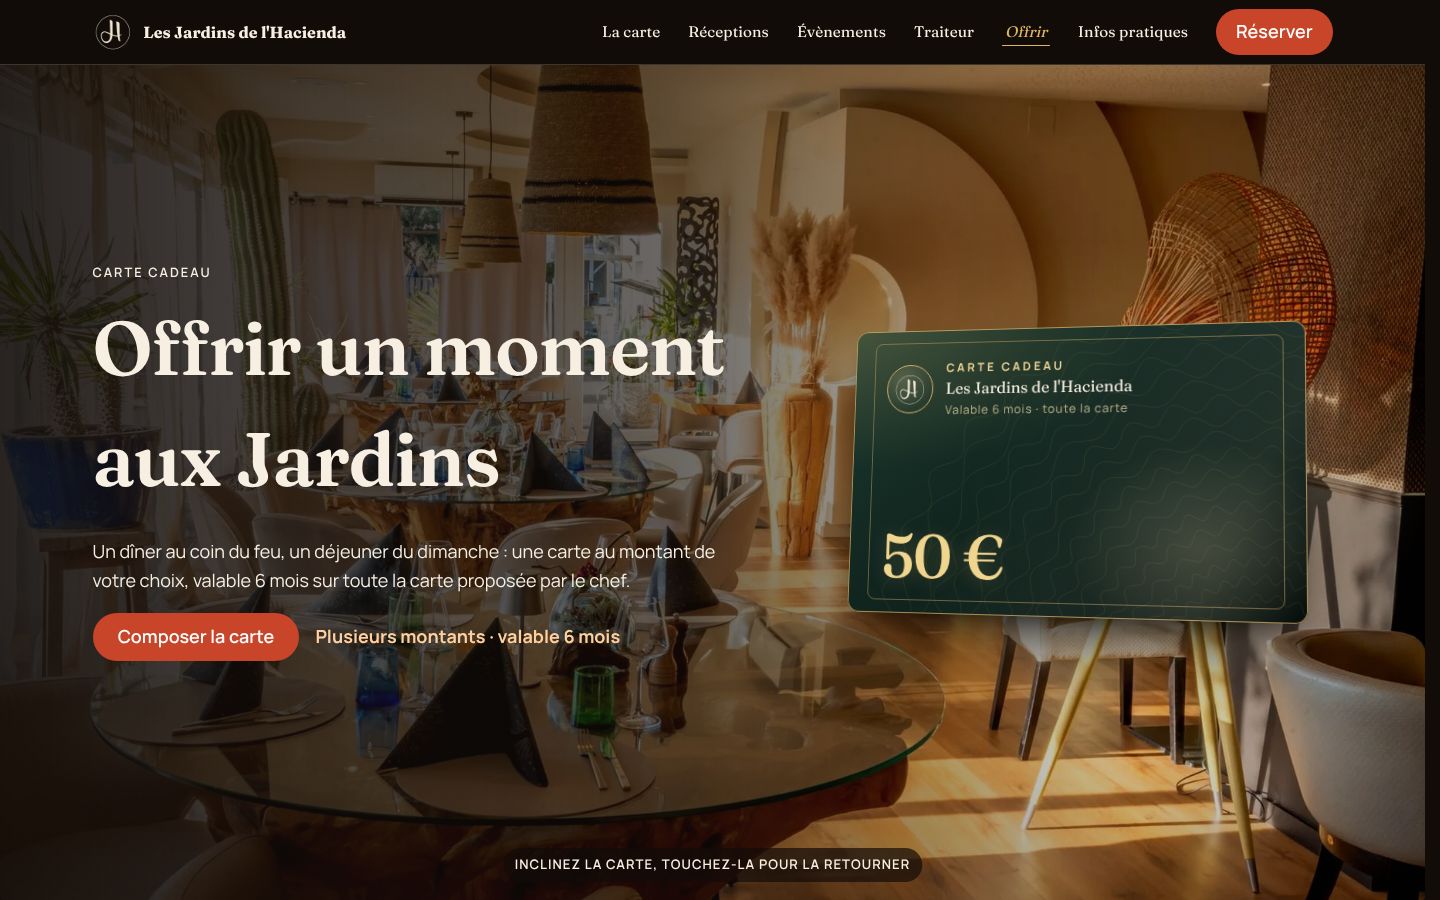 Les Jardins de l'Hacienda
La carte
Réceptions
Évènements
Traiteur
Offrir
Infos pratiques
Réserver
CARTE CADEAU
Offrir un moment
aux Jardins
Un dîner au coin du feu, un déjeuner du dimanche : une carte au montant de
votre choix, valable 6 mois sur toute la carte proposée par le chef.
Composer la carte
Plusieurs montants · valable 6 mois
CARTE CADEAU
Les Jardins de l'Hacienda
Valable 6 mois · toute la carte
50 €
INCLINEZ LA CARTE, TOUCHEZ-LA POUR LA RETOURNER